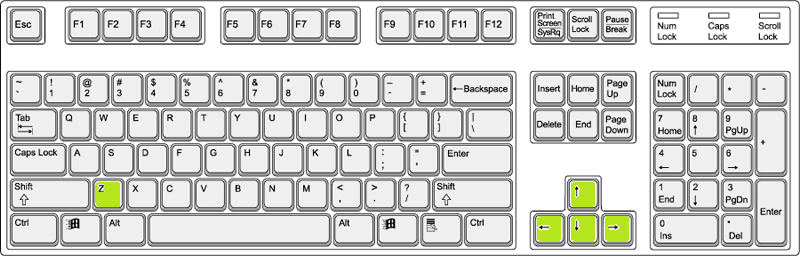 Esc F1 F2 F3 F4 F5 F6 F7 F8 F9 F10 F11 F12 Print Screen SysRq Scroll Lock Pause Break Num Lock Caps Lock Scroll Lock
~ ` ! 1 @ 2 # 3 $ 4 % 5 ^ 6 & 7 * 8 ( 9 ) 0 - - + = ←Backspace Insert Home Page Up Num Lock / * -
Tab Q W E R T Y U I O P { [ } ] | \ Delete End Page Down 7 Home 8 ↑ 9 PgUp +
Caps Lock A S D F G H J K L : ; " , Enter 4 ← 5 6 →
Shift ⇧ Z X C V B N M < , > . ? / Shift ⇧ ↑ 1 End 2 ↓ 3 PgDn Enter
Ctrl Alt Alt Ctrl ← ↓ → 0 Ins * Del